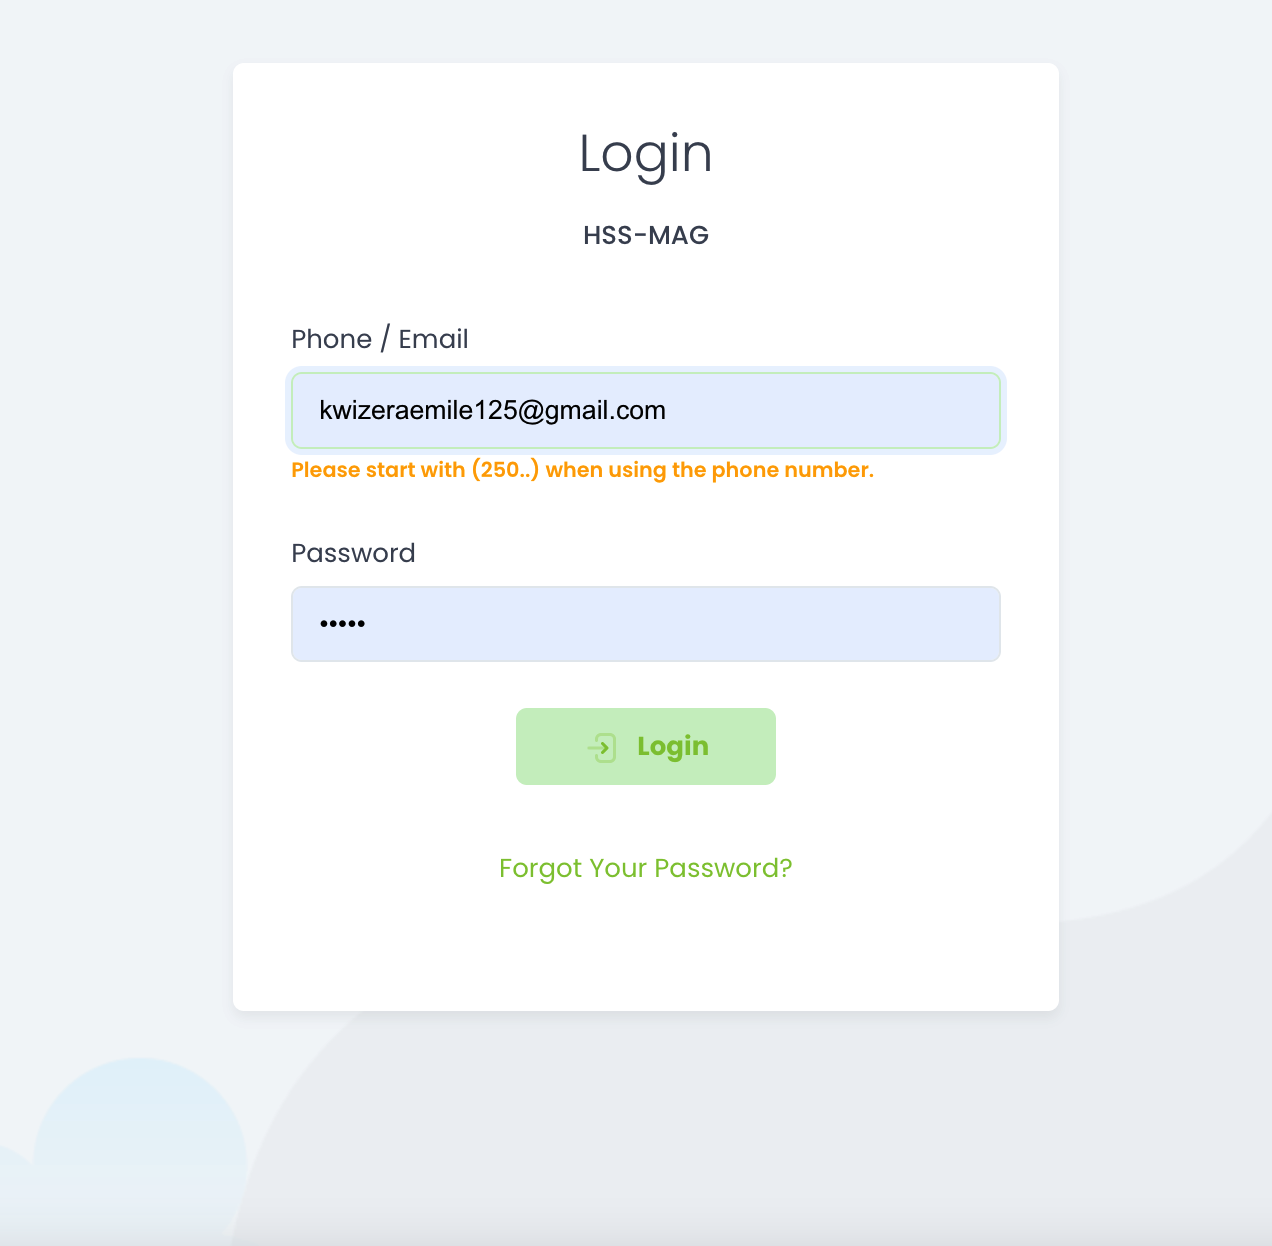 Login
HSS-MAG
Phone / Email
kwizeraemile125@gmail.com
Please start with (250..) when using the phone number.
Password
•••••
Login
Forgot Your Password?